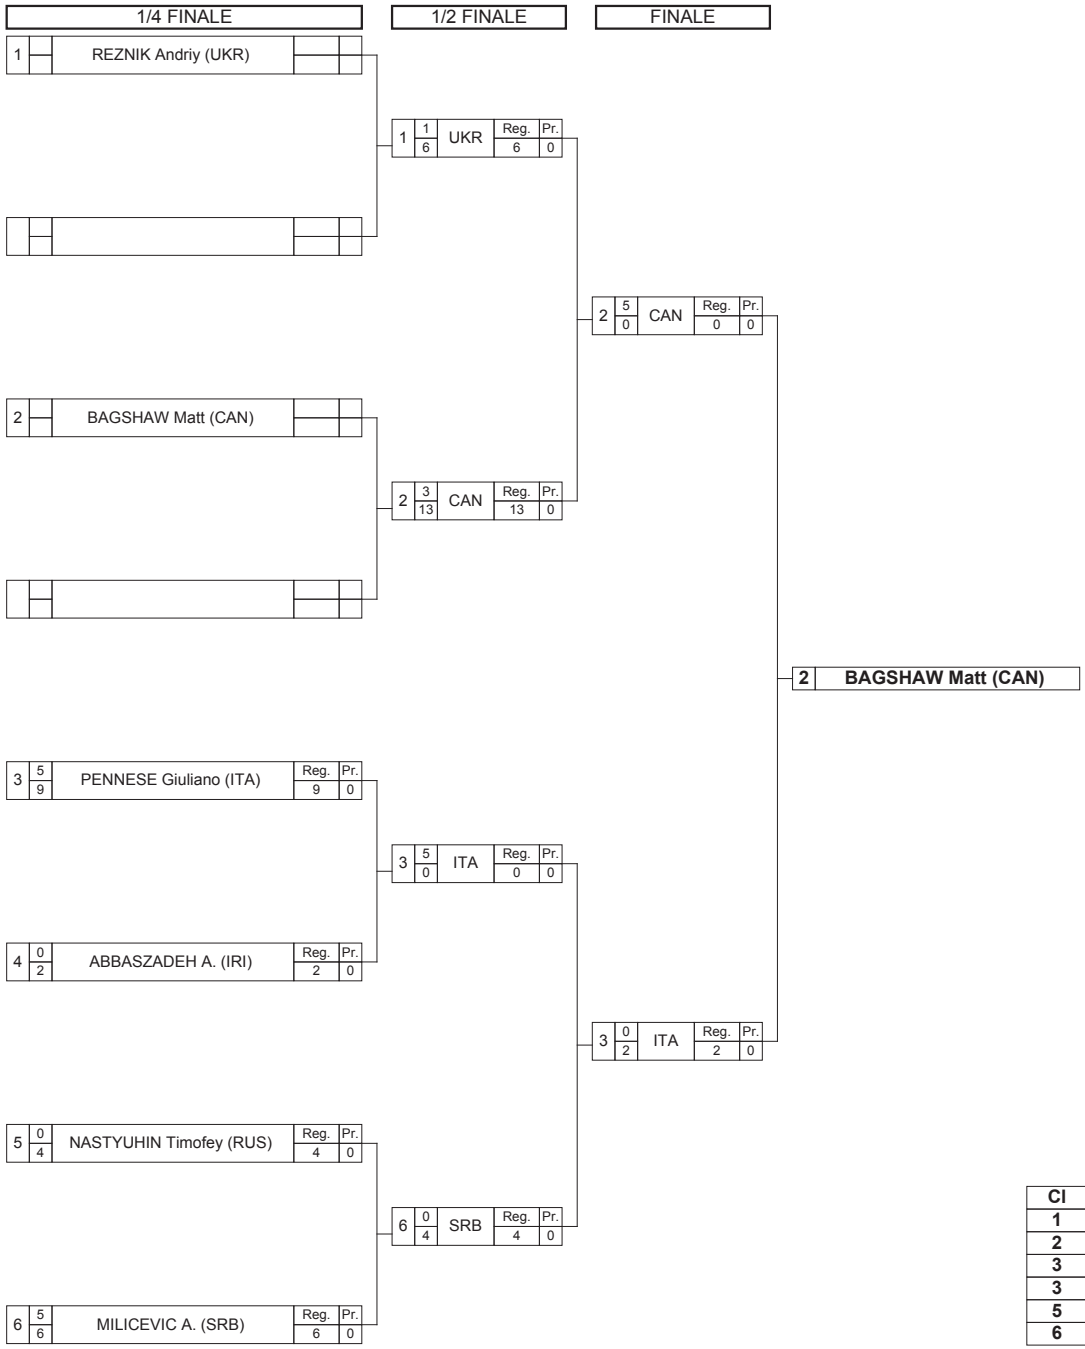 1/4 FINALE 1/2 FINALE FINALE
1 REZNIK Andriy (UKR)
1 1 UKR Reg. Pr.
6 6 0
2 5 CAN Reg. Pr.
0 0 0
2 BAGSHAW Matt (CAN)
2 3 CAN Reg. Pr.
13 13 0
2 BAGSHAW Matt (CAN)
3 5 PENNESE Giuliano (ITA) Reg. Pr.
9 9 0
3 5 ITA Reg. Pr.
0 0 0
4 0 ABBASZADEH A. (IRI) Reg. Pr.
2 2 0
3 0 ITA Reg. Pr.
2 2 0
5 0 NASTYUHIN Timofey (RUS) Reg. Pr.
4 4 0
6 0 SRB Reg. Pr.
4 4 0
6 5 MILICEVIC A. (SRB) Reg. Pr.
6 6 0
Cl
1
2
3
3
5
6